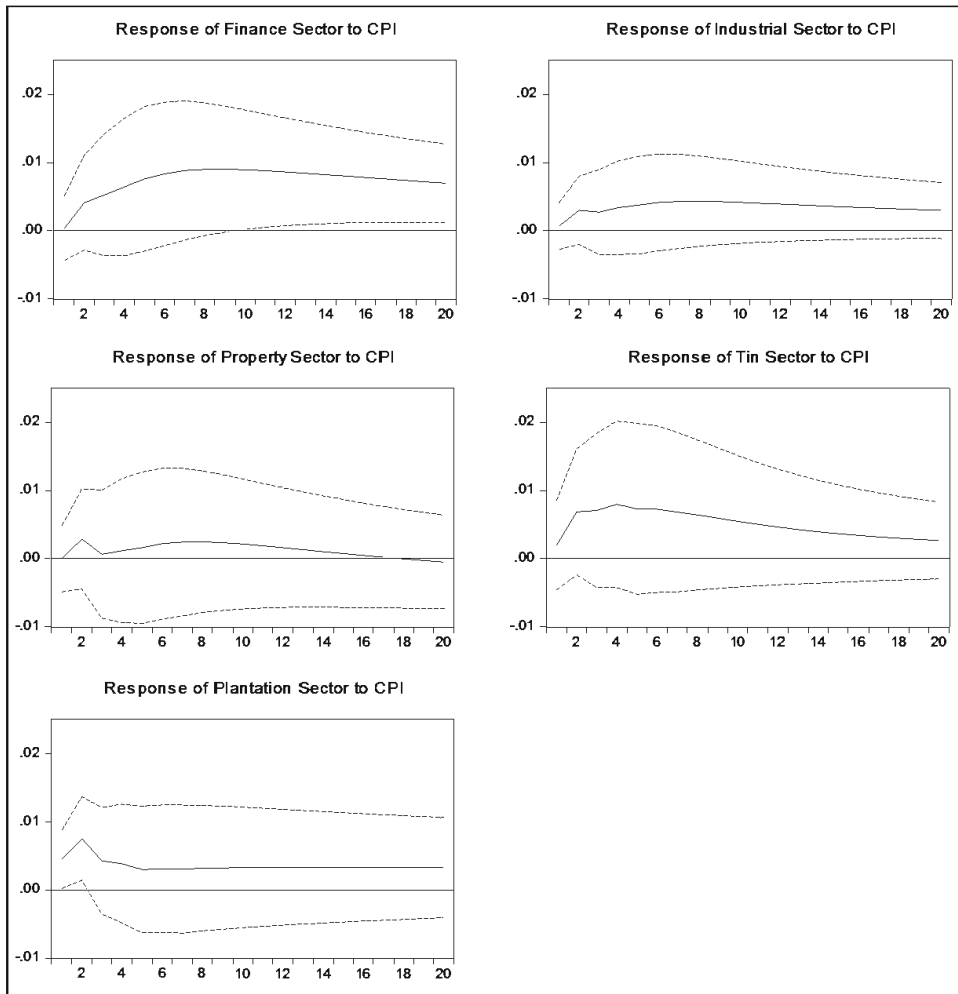 Response of Finance Sector to CPI
.02
.01
.00
-.01
2 4 6 8 10 12 14 16 18 20
Response of Industrial Sector to CPI
.02
.01
.00
-.01
2 4 6 8 10 12 14 16 18 20
Response of Property Sector to CPI
.02
.01
.00
-.01
2 4 6 8 10 12 14 16 18 20
Response of Tin Sector to CPI
.02
.01
.00
-.01
2 4 6 8 10 12 14 16 18 20
Response of Plantation Sector to CPI
.02
.01
.00
-.01
2 4 6 8 10 12 14 16 18 20